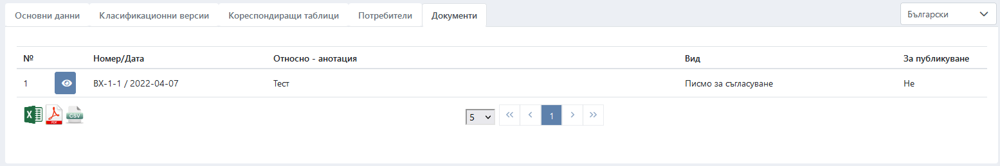 Основни данни Класификационни версии Кореспондиращи таблици Потребители Документи Български
№ Номер/Дата Относно - анотация Вид За публикуване
1 ВХ-1-1 / 2022-04-07 Тест Писмо за съгласуване Не
PDF CSV 5 1